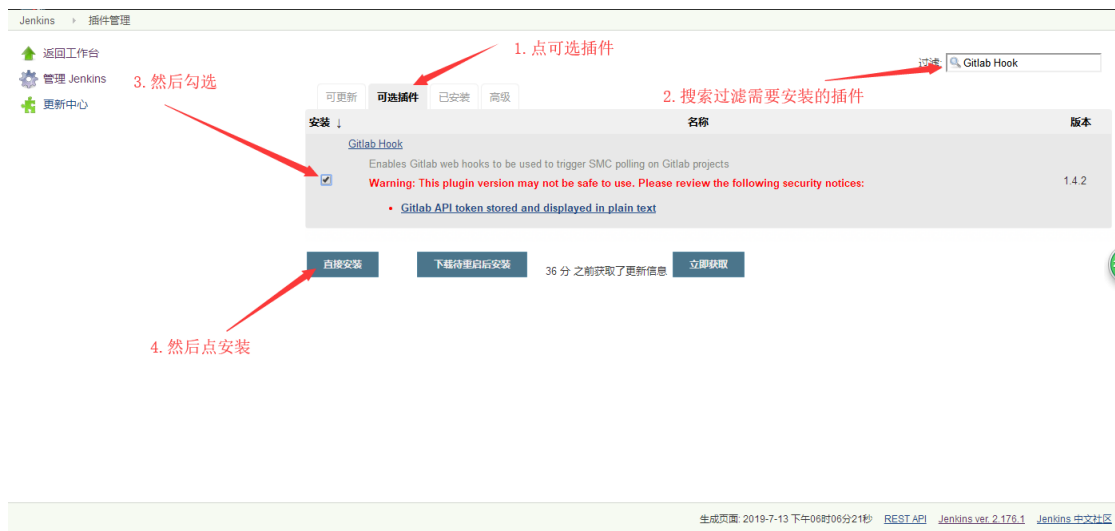 Jenkins 插件管理
返回工作台
管理 Jenkins
更新中心
1. 点可选插件
2. 搜索过滤需要安装的插件
3. 然后勾选
过滤: Gitlab Hook
可更新 可选插件 已安装 高级
安装 ↓ 名称 版本
Gitlab Hook
Enables Gitlab web hooks to be used to trigger SMC polling on Gitlab projects
Warning: This plugin version may not be safe to use. Please review the following security notices:
1.4.2
• Gitlab API token stored and displayed in plain text
直接安装 下载待重启后安装 36 分 之前获取了更新信息 立即获取
4. 然后点安装
生成页面: 2019-7-13 下午06时06分21秒 REST API Jenkins ver. 2.176.1 Jenkins 中文社区